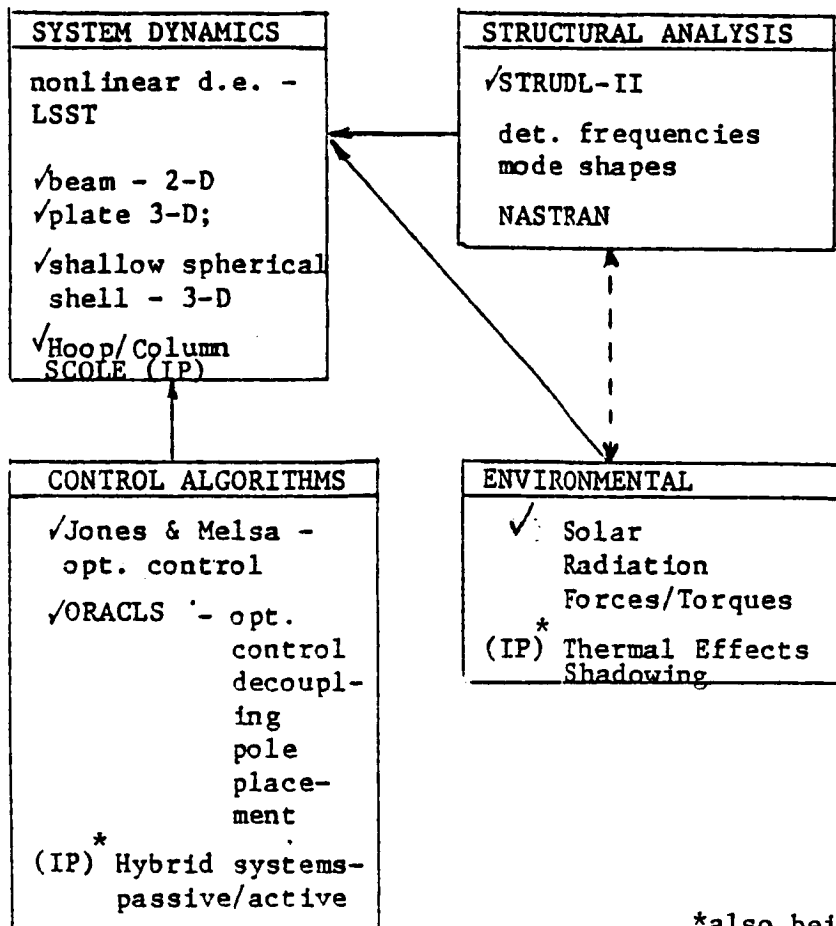 SYSTEM DYNAMICS
nonlinear d.e. -
LSST
√beam - 2-D
√plate 3-D;
√shallow spherical
shell - 3-D
√Hoop/Column
SCOLE (IP)
STRUCTURAL ANALYSIS
√STRUDL-II
det. frequencies
mode shapes
NASTRAN
CONTROL ALGORITHMS
√Jones & Melsa -
opt. control
√ORACLS - opt.
control
decoupl-
ing
pole
place-
ment
(IP)* Hybrid systems-
passive/active
ENVIRONMENTAL
√ Solar
Radiation
Forces/Torques
(IP)* Thermal Effects
Shadowing
*also bei